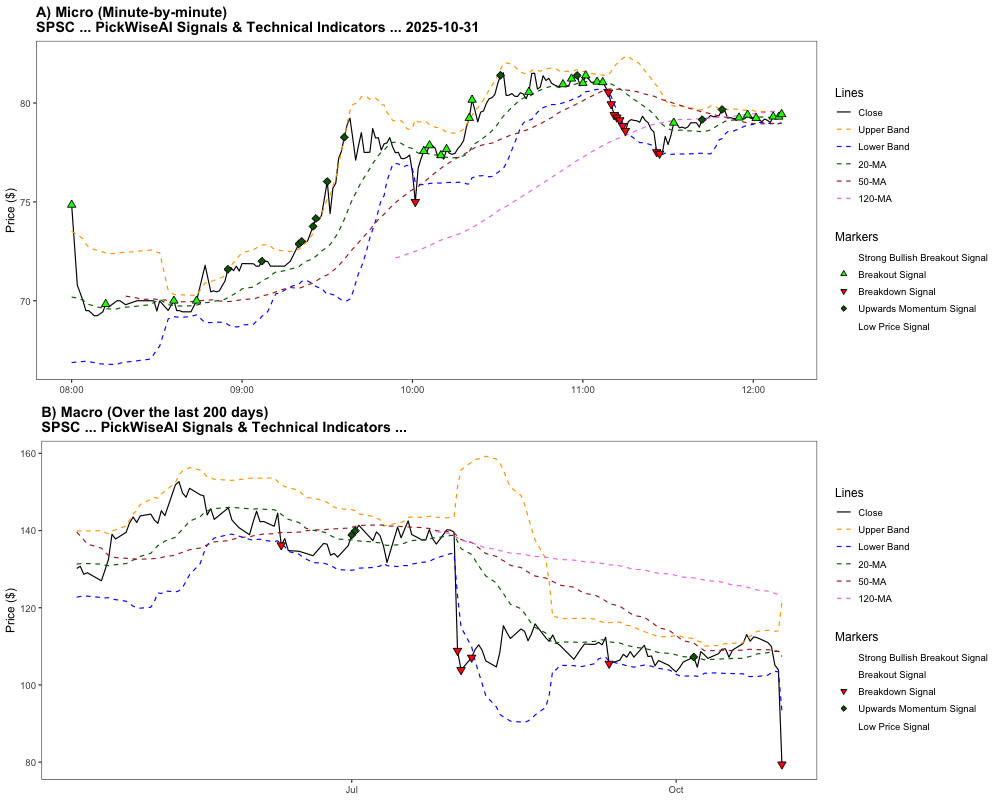 A) Micro (Minute-by-minute)
SPSC ... PickWiseAI Signals & Technical Indicators ... 2025-10-31
Price ($)
80
75
70
08:00
09:00
10:00
11:00
12:00
Lines
Close
Upper Band
Lower Band
20-MA
50-MA
120-MA
Markers
Strong Bullish Breakout Signal
Breakout Signal
Breakdown Signal
Upwards Momentum Signal
Low Price Signal
B) Macro (Over the last 200 days)
SPSC ... PickWiseAI Signals & Technical Indicators ...
Price ($)
160
140
120
100
80
Jul
Oct
Lines
Close
Upper Band
Lower Band
20-MA
50-MA
120-MA
Markers
Strong Bullish Breakout Signal
Breakout Signal
Breakdown Signal
Upwards Momentum Signal
Low Price Signal